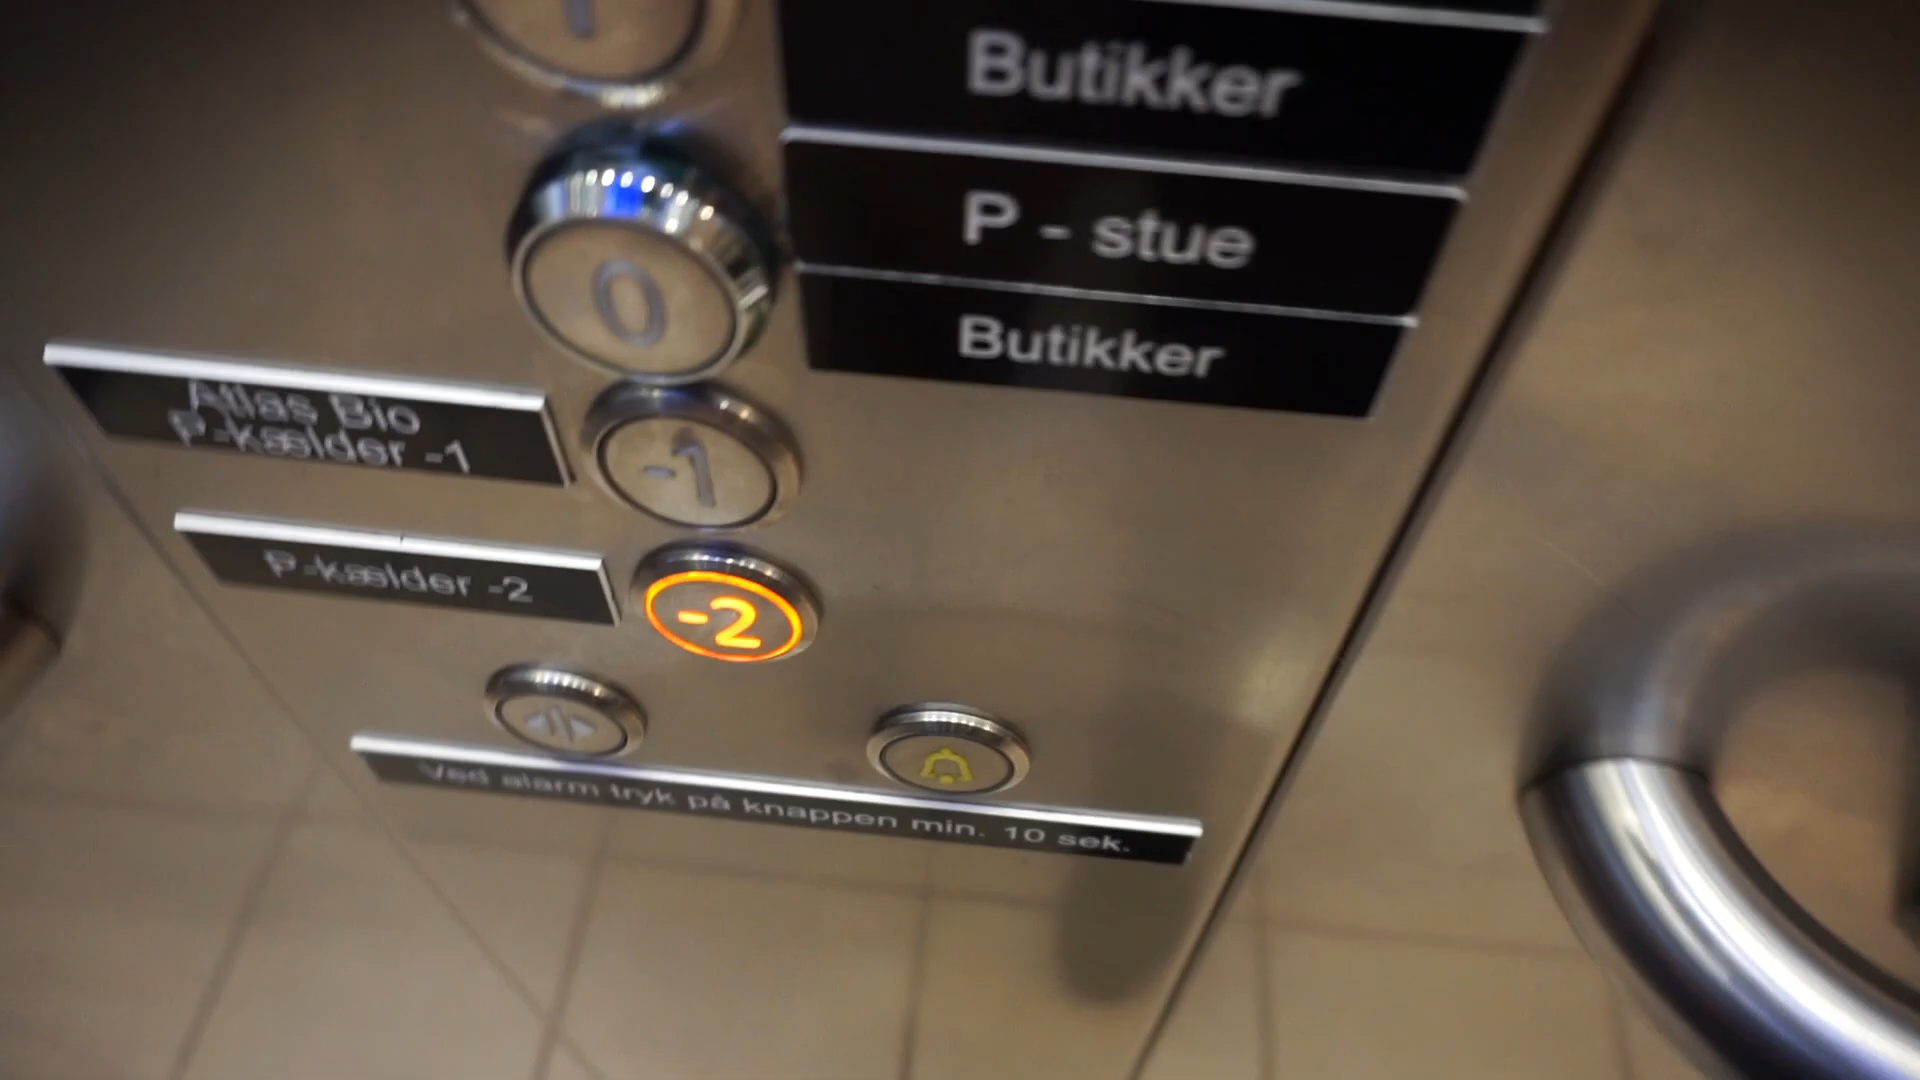 1
Butikker
0
P - stue
Butikker
Atlas Bio
P-kælder -1
-1
P-kælder -2
-2
Ved alarm tryk på knappen min. 10 sek.